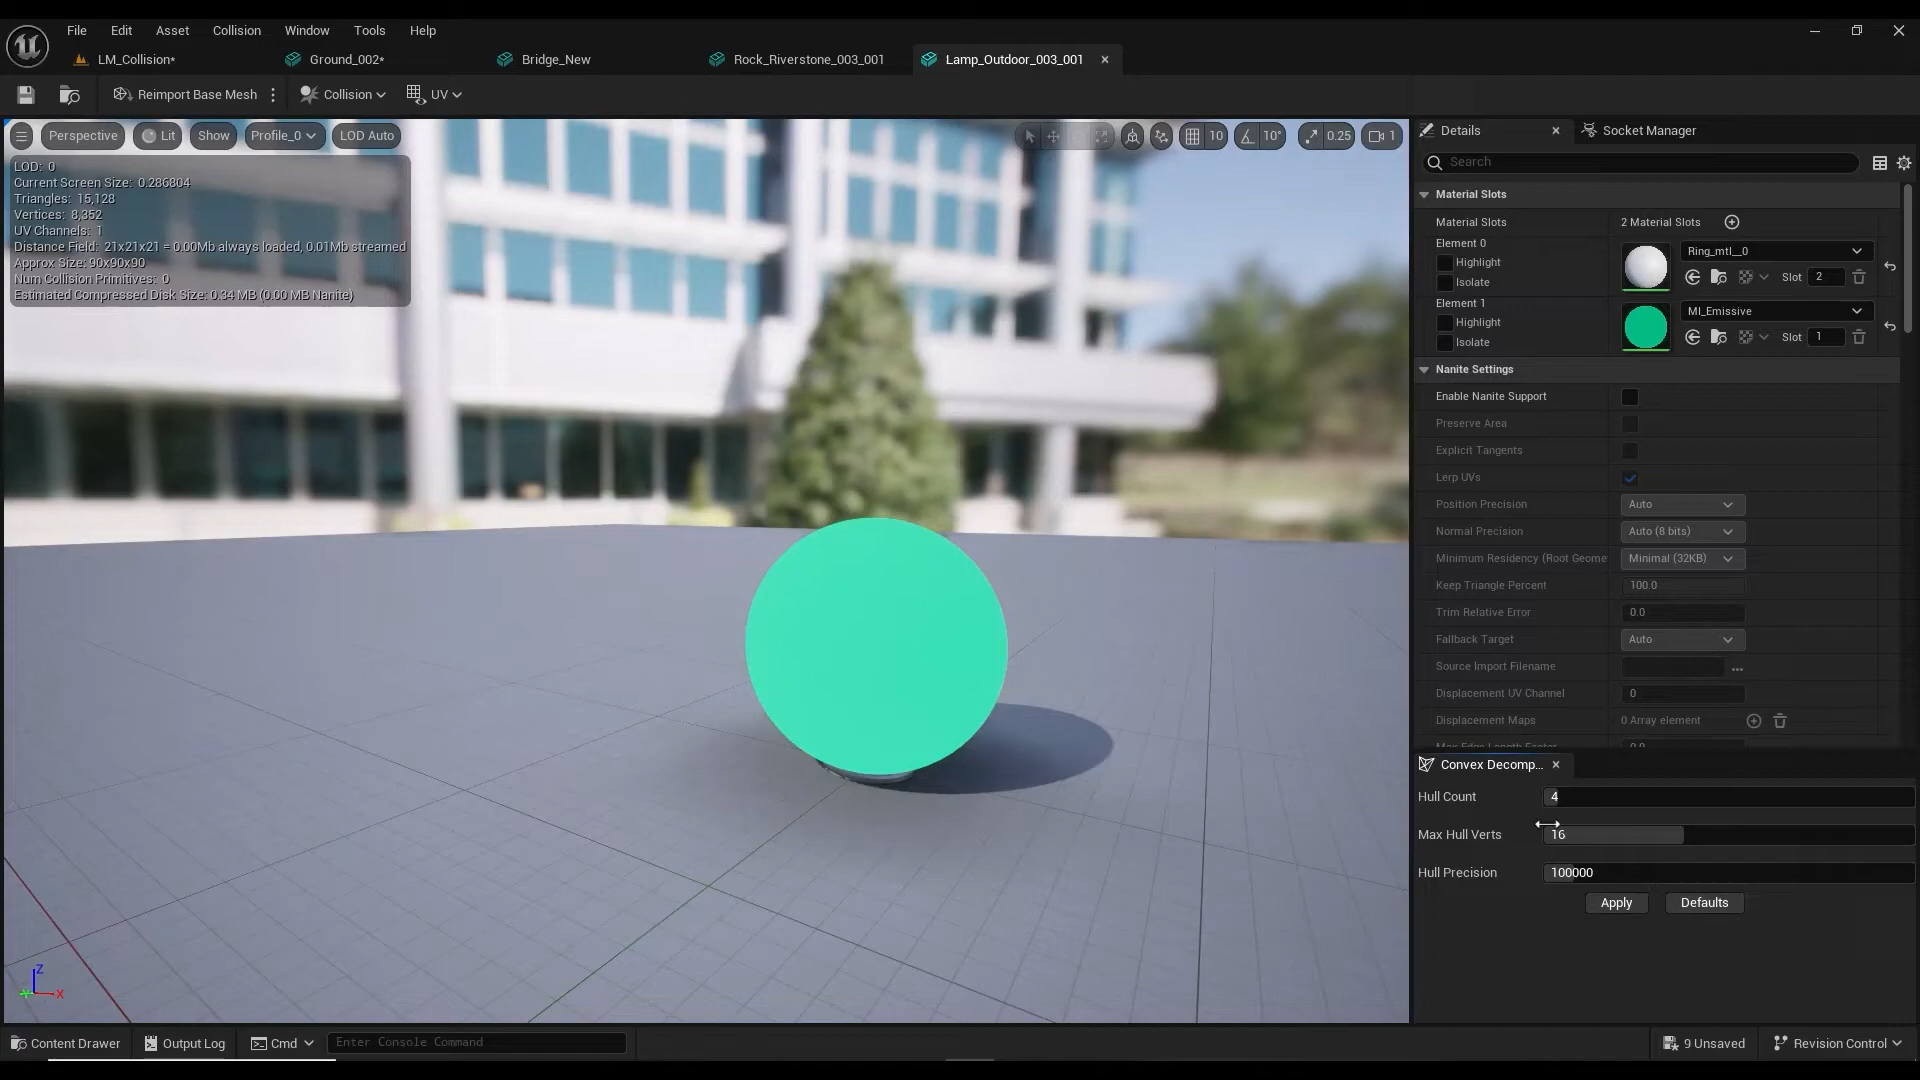 File Edit Asset Collision Window Tools Help
LM_Collision* Ground_002* Bridge_New Rock_Riverstone_003_001 Lamp_Outdoor_003_001
Reimport Base Mesh Collision UV
Perspective Lit Show Profile_0 LOD Auto 10 10° 0.25 1
LOD: 0
Current Screen Size: 0.286804
Triangles: 15,128
Vertices: 8,352
UV Channels: 1
Distance Field: 21x21x21 = 0.00Mb always loaded, 0.01Mb streamed
Approx Size: 90x90x90
Num Collision Primitives: 0
Estimated Compressed Disk Size: 0.34 MB (0.00 MB Nanite)
Z
Y X
Details Socket Manager
Search
Material Slots
Material Slots 2 Material Slots
Element 0 Ring_mtl__0
Highlight
Isolate Slot 2
Element 1 MI_Emissive
Highlight
Isolate Slot 1
Nanite Settings
Enable Nanite Support
Preserve Area
Explicit Tangents
Lerp UVs
Position Precision Auto
Normal Precision Auto (8 bits)
Minimum Residency (Root Geome Minimal (32KB)
Keep Triangle Percent 100.0
Trim Relative Error 0.0
Fallback Target Auto
Source Import Filename ...
Displacement UV Channel 0
Displacement Maps 0 Array element
Max Edge Length Factor 0.0
Convex Decomp...
Hull Count 4
Max Hull Verts 16
Hull Precision 100000
Apply Defaults
Content Drawer Output Log Cmd Enter Console Command 9 Unsaved Revision Control